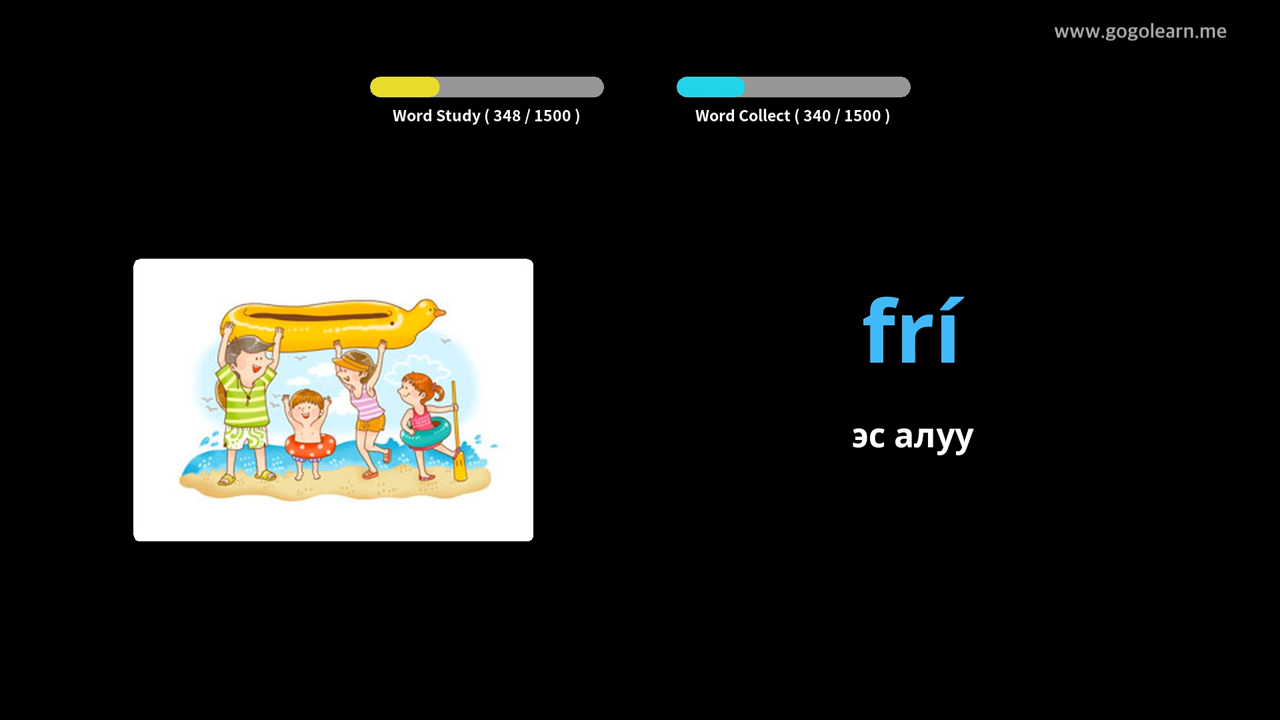 www.gogolearn.me
Word Study ( 348 / 1500 )
Word Collect ( 340 / 1500 )
frí
эс алуу